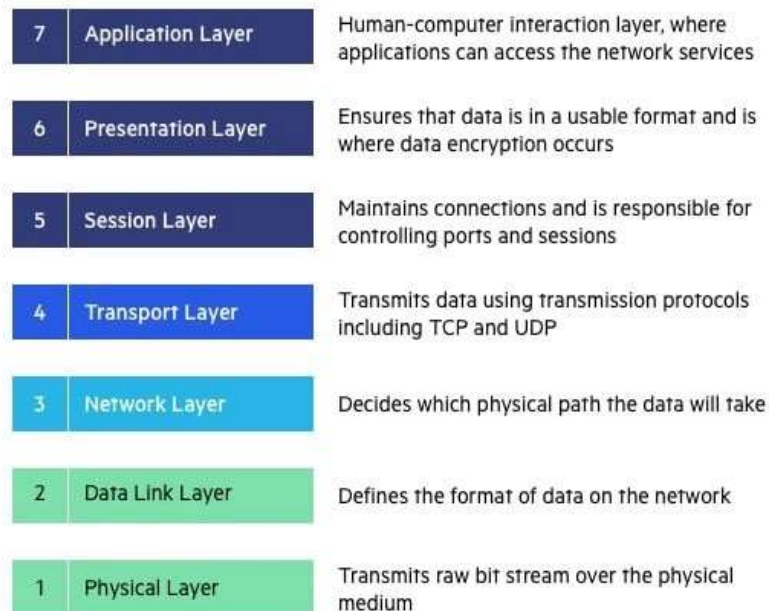 7 Application Layer
Human-computer interaction layer, where
applications can access the network services
6 Presentation Layer
Ensures that data is in a usable format and is
where data encryption occurs
5 Session Layer
Maintains connections and is responsible for
controlling ports and sessions
4 Transport Layer
Transmits data using transmission protocols
including TCP and UDP
3 Network Layer
Decides which physical path the data will take
2 Data Link Layer
Defines the format of data on the network
1 Physical Layer
Transmits raw bit stream over the physical
medium